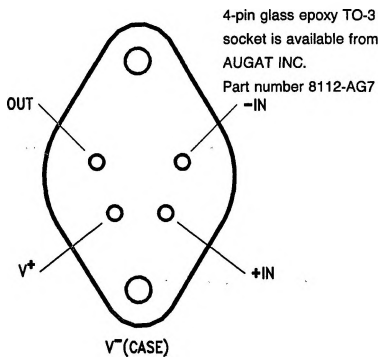 4-pin glass epoxy TO-3
socket is available from
AUGAT INC.
Part number 8112-AG7
OUT
-IN
V+
+IN
V-(CASE)